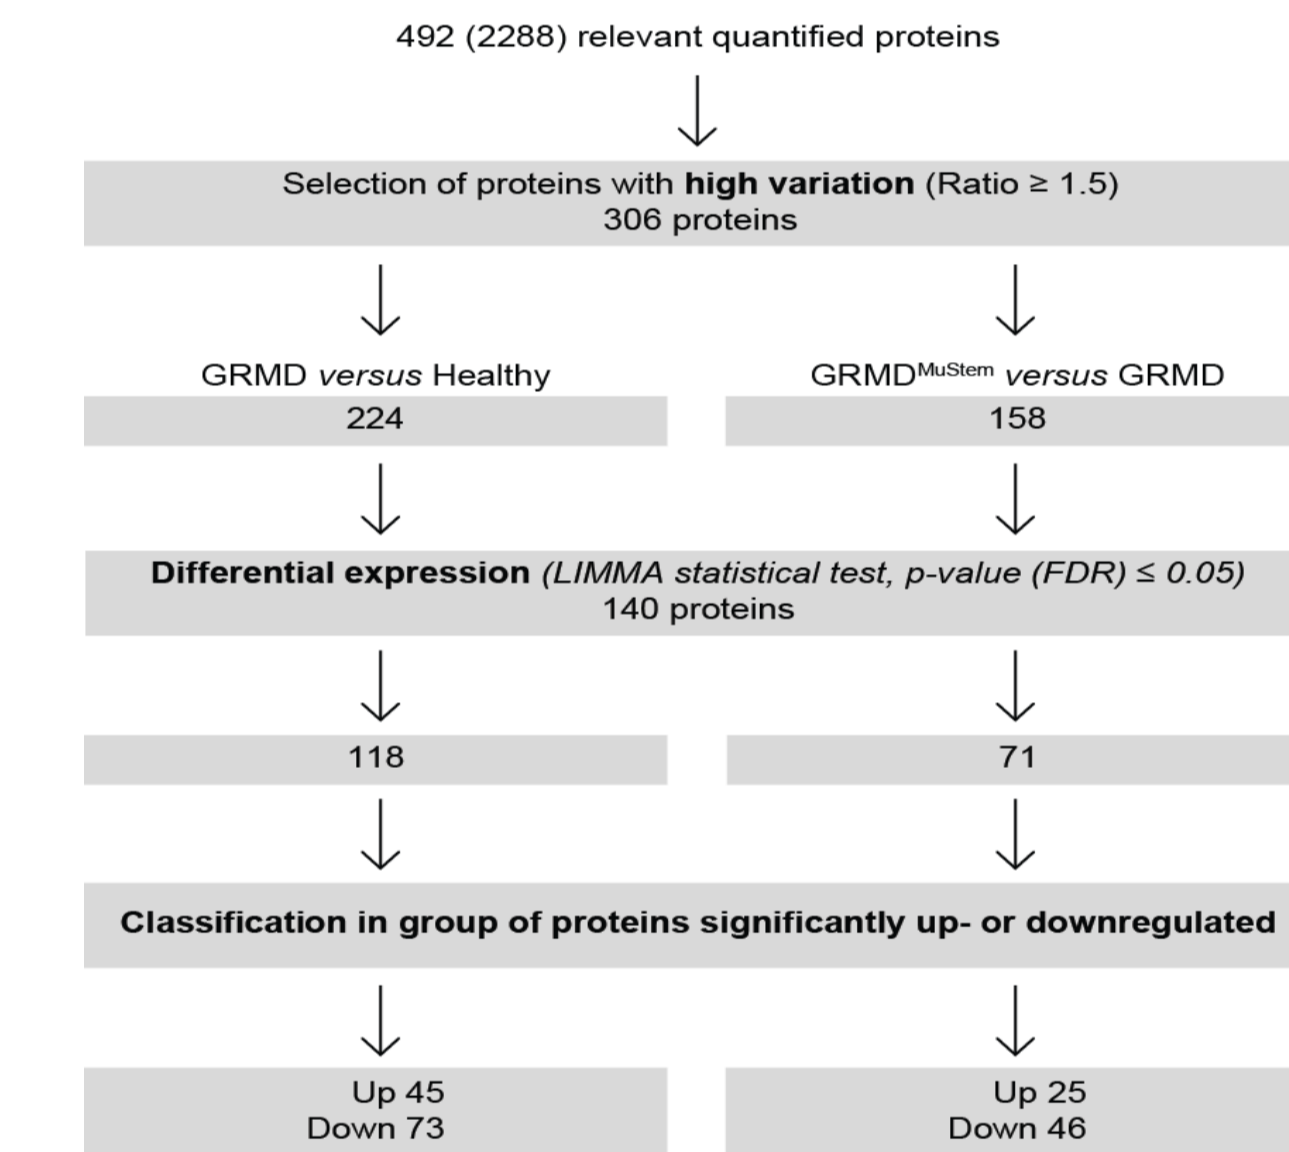 492 (2288) relevant quantified proteins
Selection of proteins with high variation (Ratio ≥ 1.5)
306 proteins
GRMD versus Healthy
GRMDMuStem versus GRMD
224
158
Differential expression (LIMMA statistical test, p-value (FDR) ≤ 0.05)
140 proteins
118
71
Classification in group of proteins significantly up- or downregulated
Up 45
Down 73
Up 25
Down 46